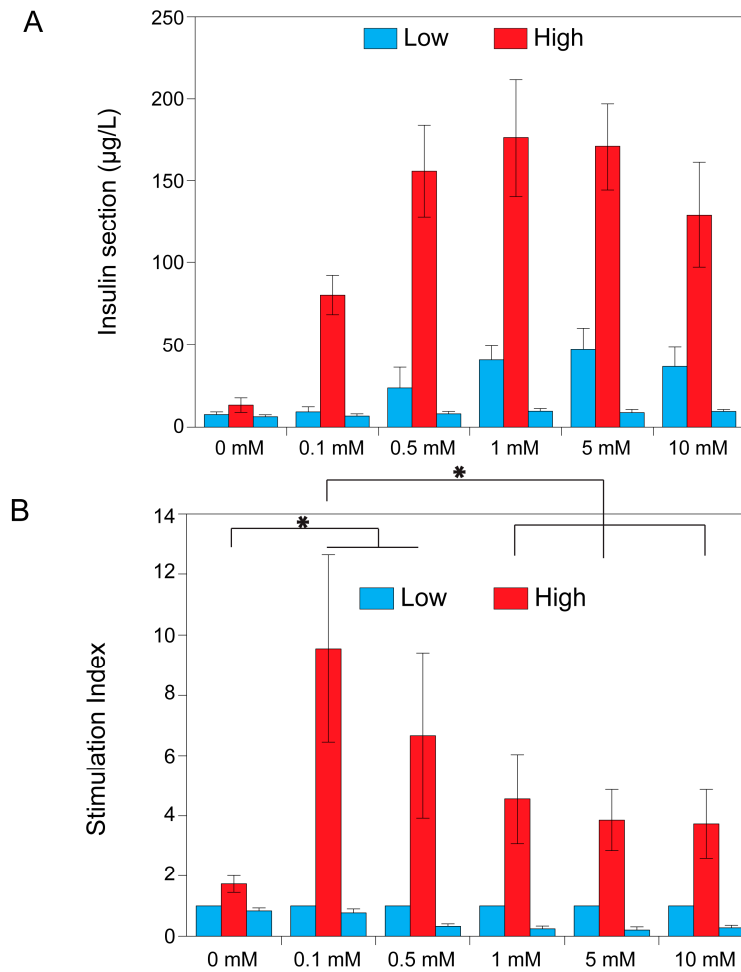 A
250
Low High
200
150
100
50
0
Insulin section (µg/L)
0 mM 0.1 mM 0.5 mM 1 mM 5 mM 10 mM
*
B
14
*
12
Low High
10
8
6
4
2
0
Stimulation Index
0 mM 0.1 mM 0.5 mM 1 mM 5 mM 10 mM